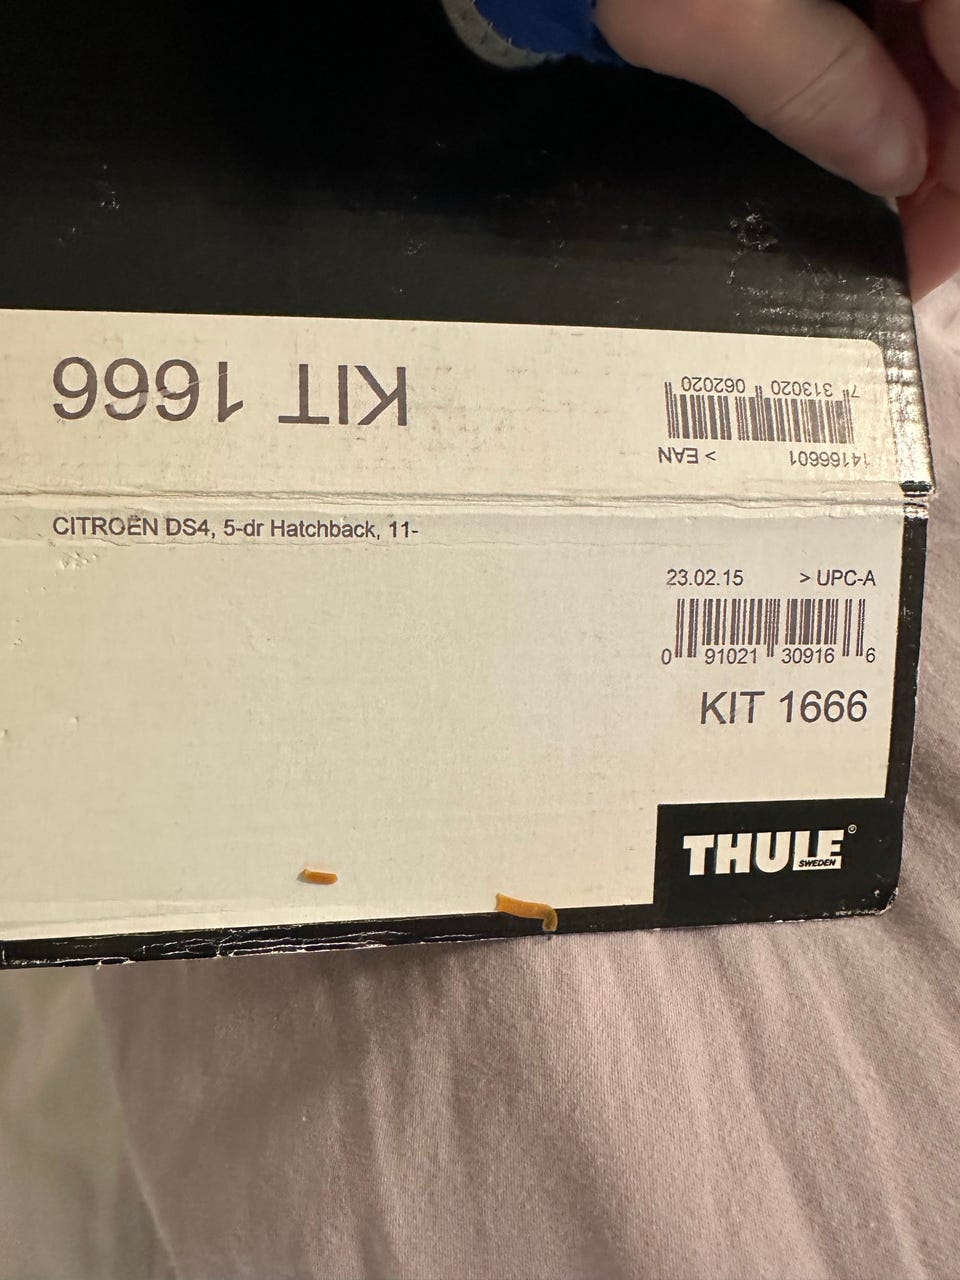 KIT 1666
7 313020 062020
14166601 > EAN
CITROËN DS4, 5-dr Hatchback, 11-
23.02.15 > UPC-A
0 91021 30916 6
KIT 1666
THULE®
SWEDEN